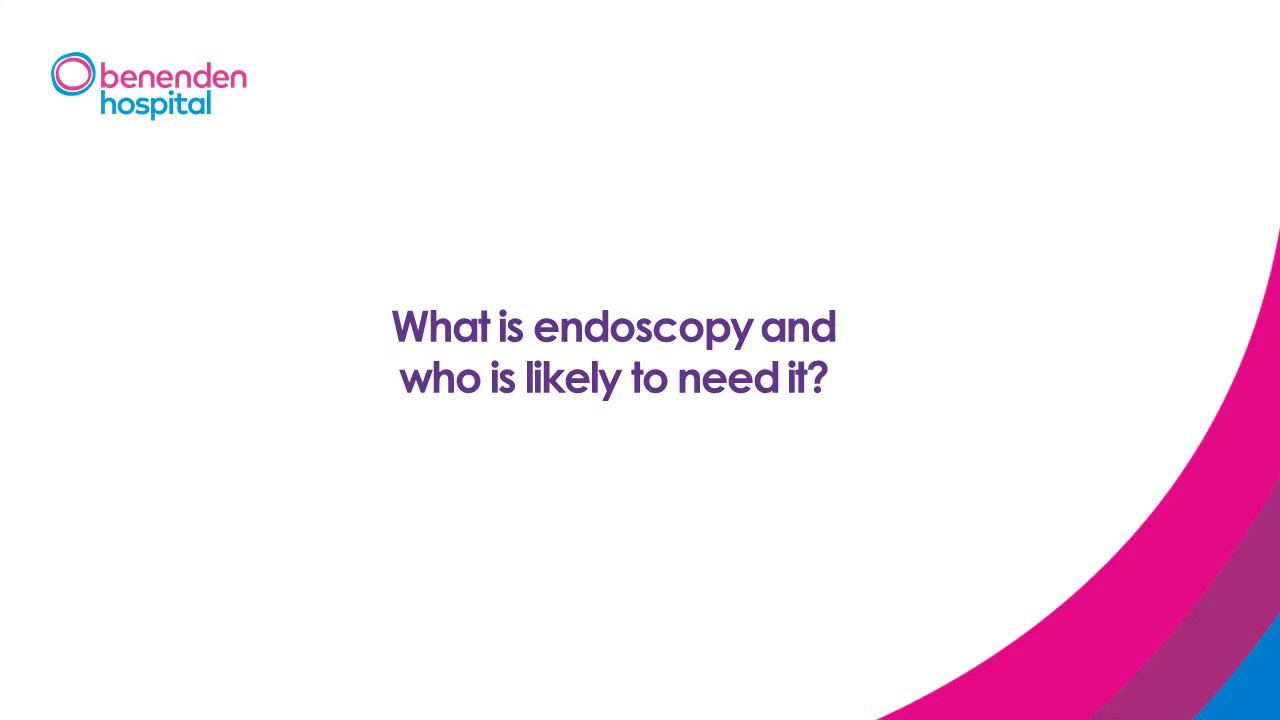 benenden
hospital
What is endoscopy and
who is likely to need it?